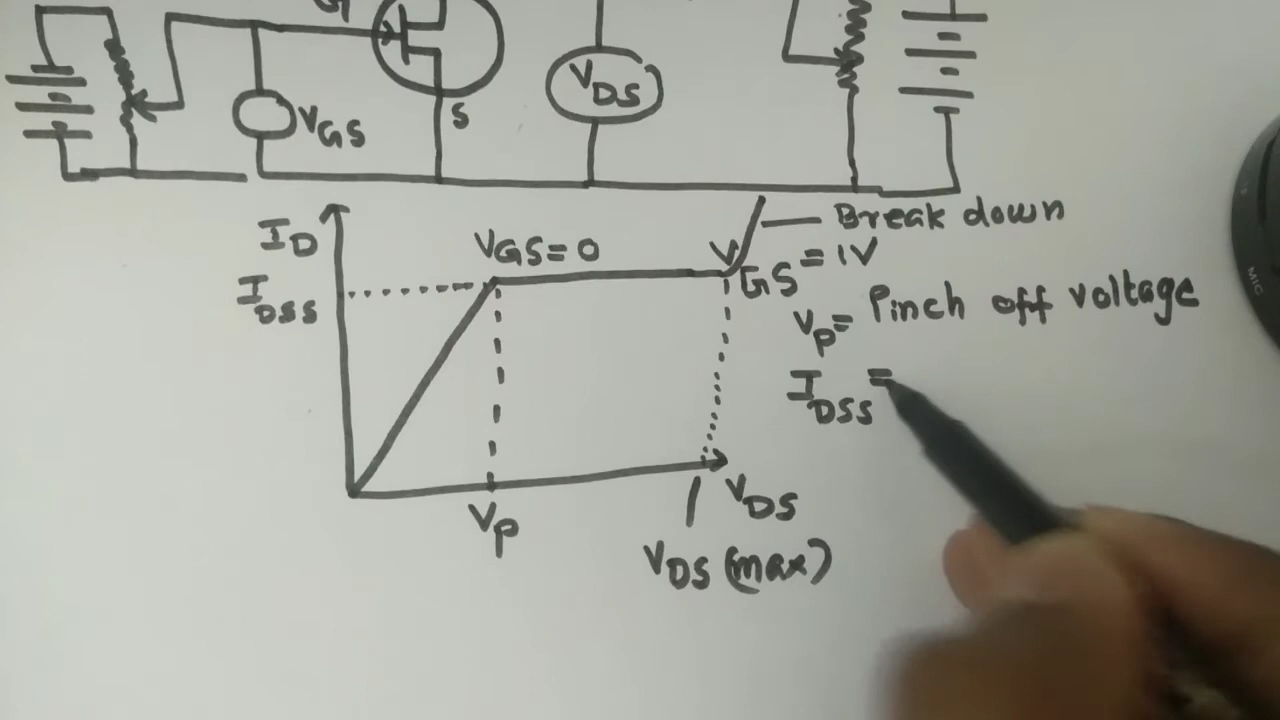 G
VDS
VGS
S
ID
IDSS
VGS=0
VGS=1V
Break down
VP= Pinch off voltage
IDSS=
VP
VDS
VDS (max)
MIC